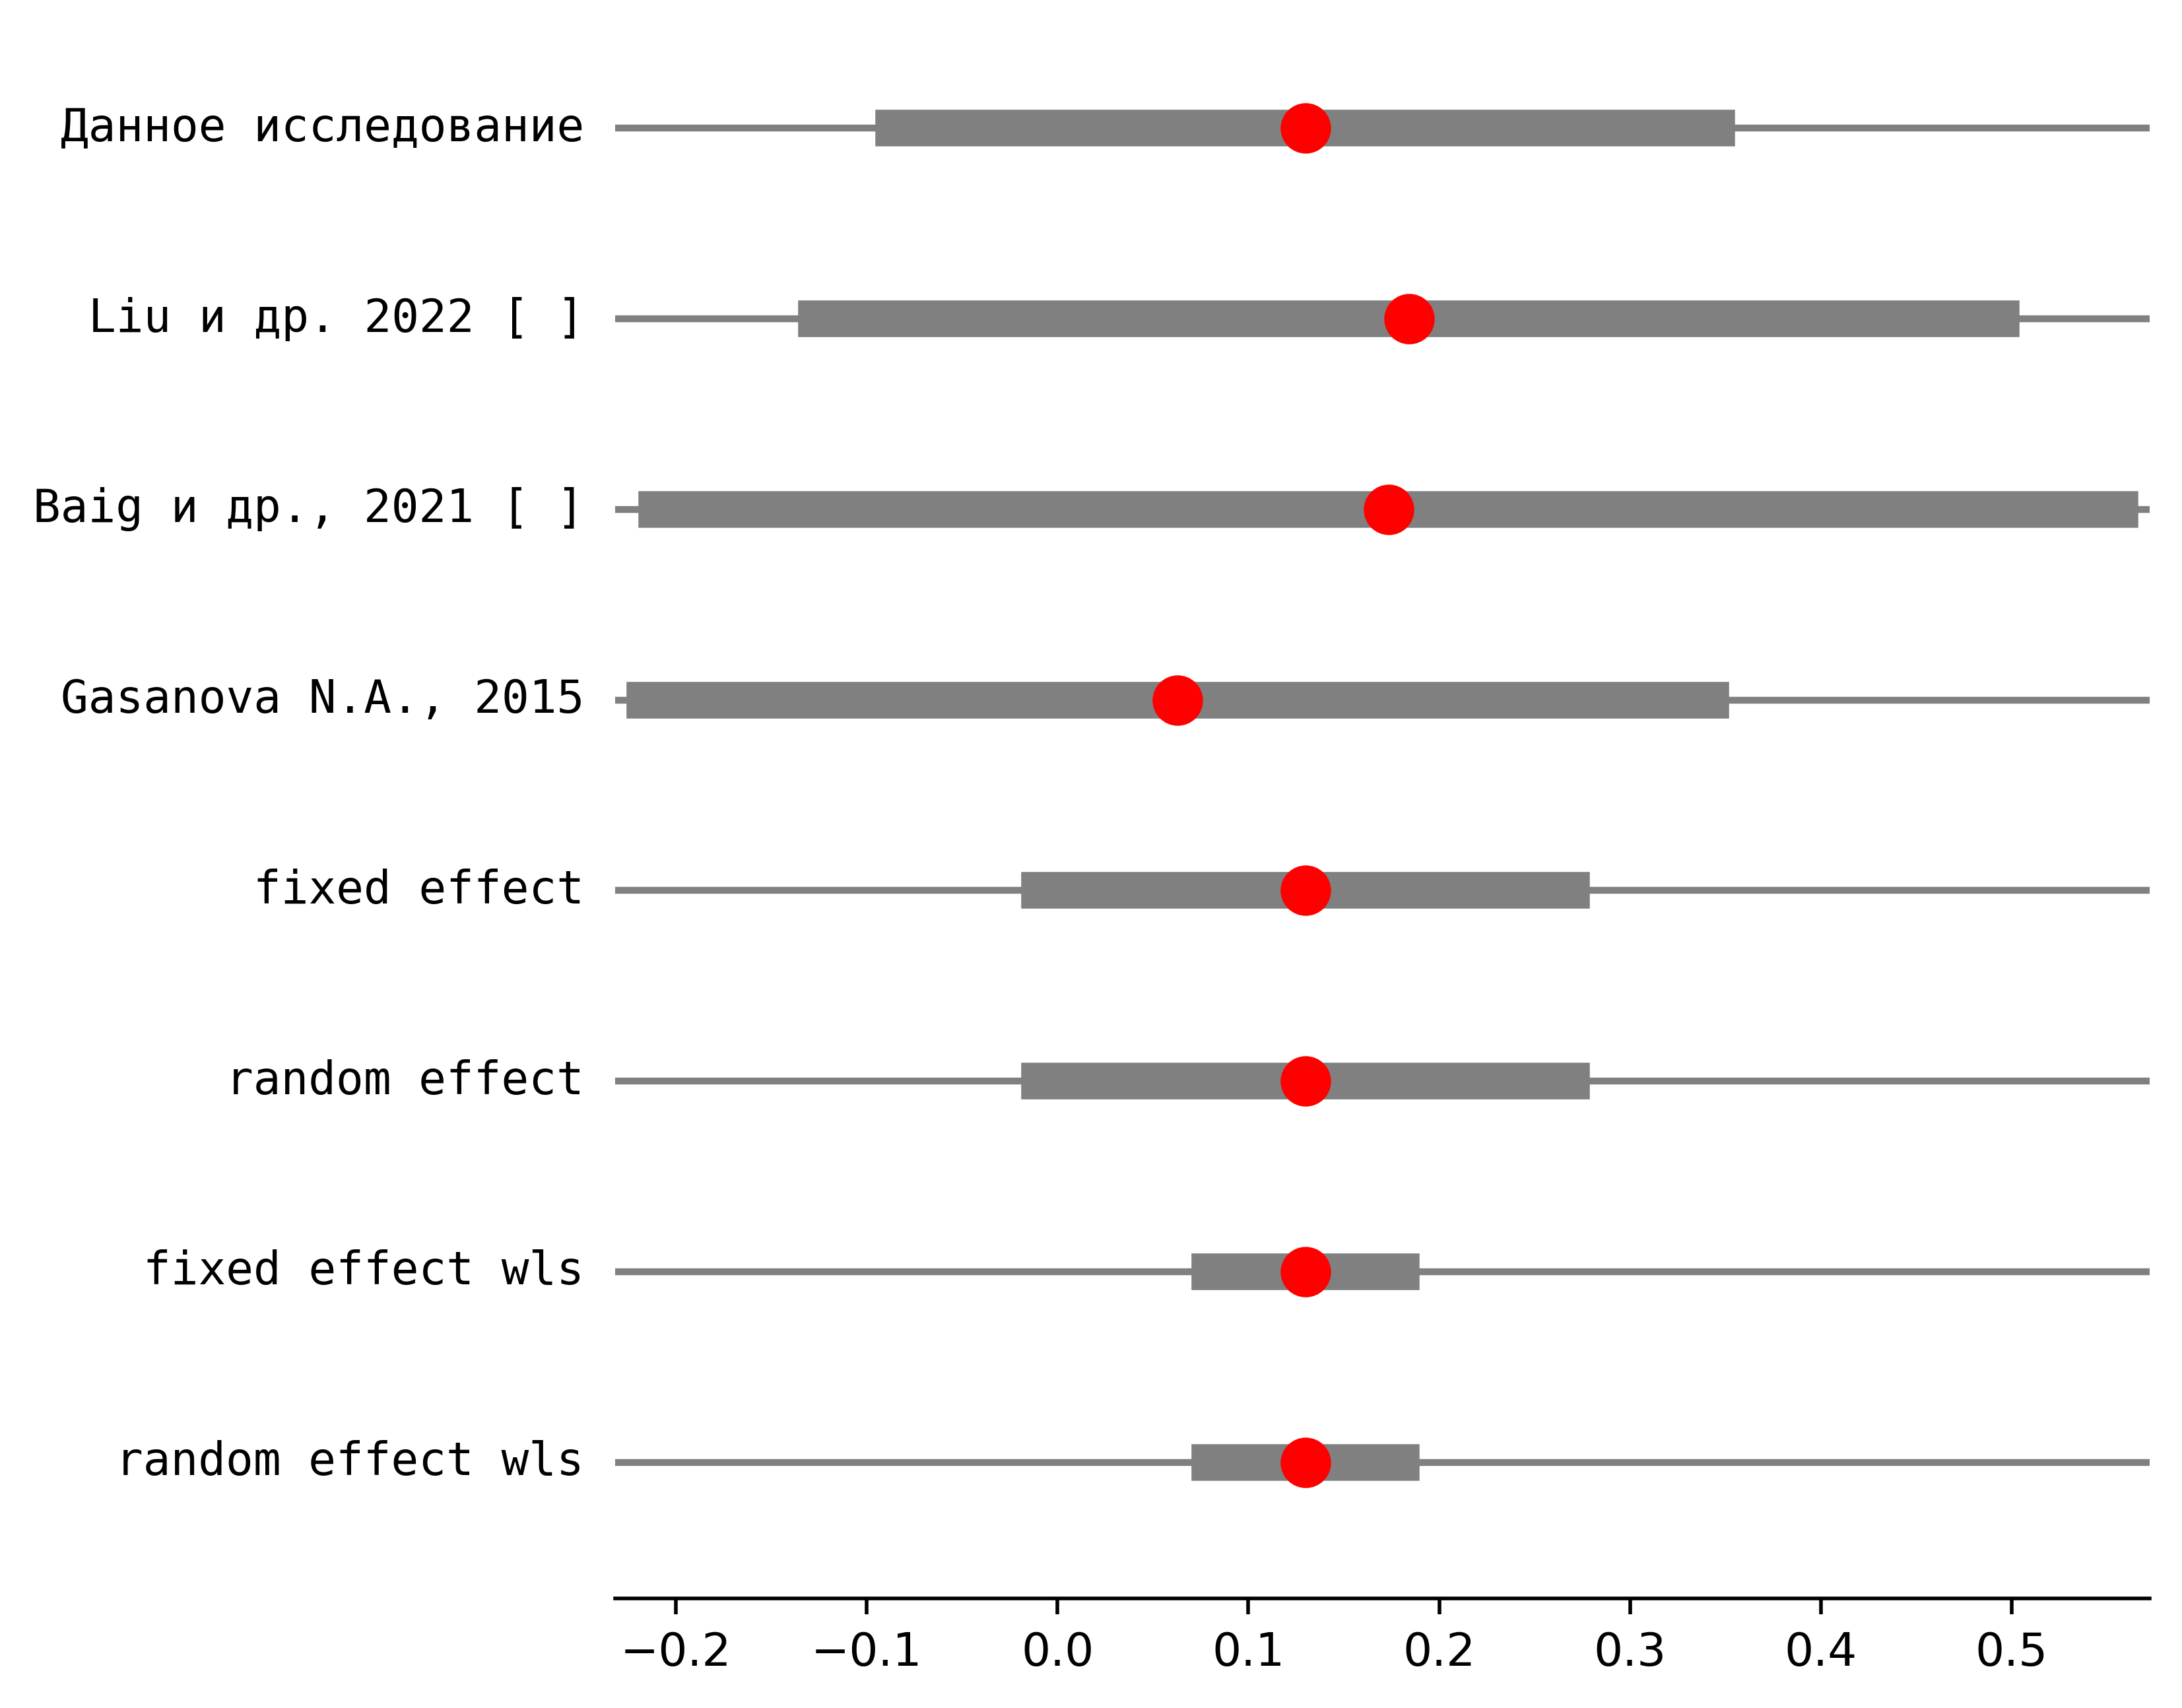 Данное исследование
Liu и др. 2022 [ ]
Baig и др., 2021 [ ]
Gasanova N.A., 2015
fixed effect
random effect
fixed effect wls
random effect wls
−0.2 −0.1 0.0 0.1 0.2 0.3 0.4 0.5